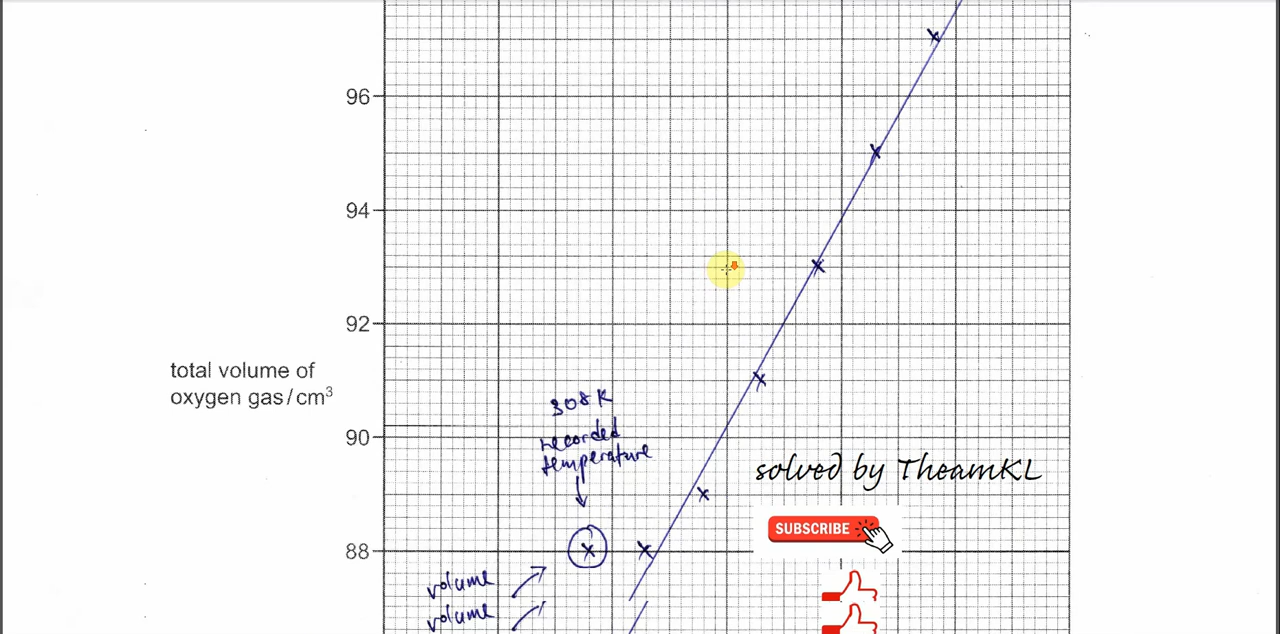 96
94
92
total volume of
oxygen gas/cm³
308K
recorded
temperature
90
solved by TheamKL
SUBSCRIBE
88
volume
volume